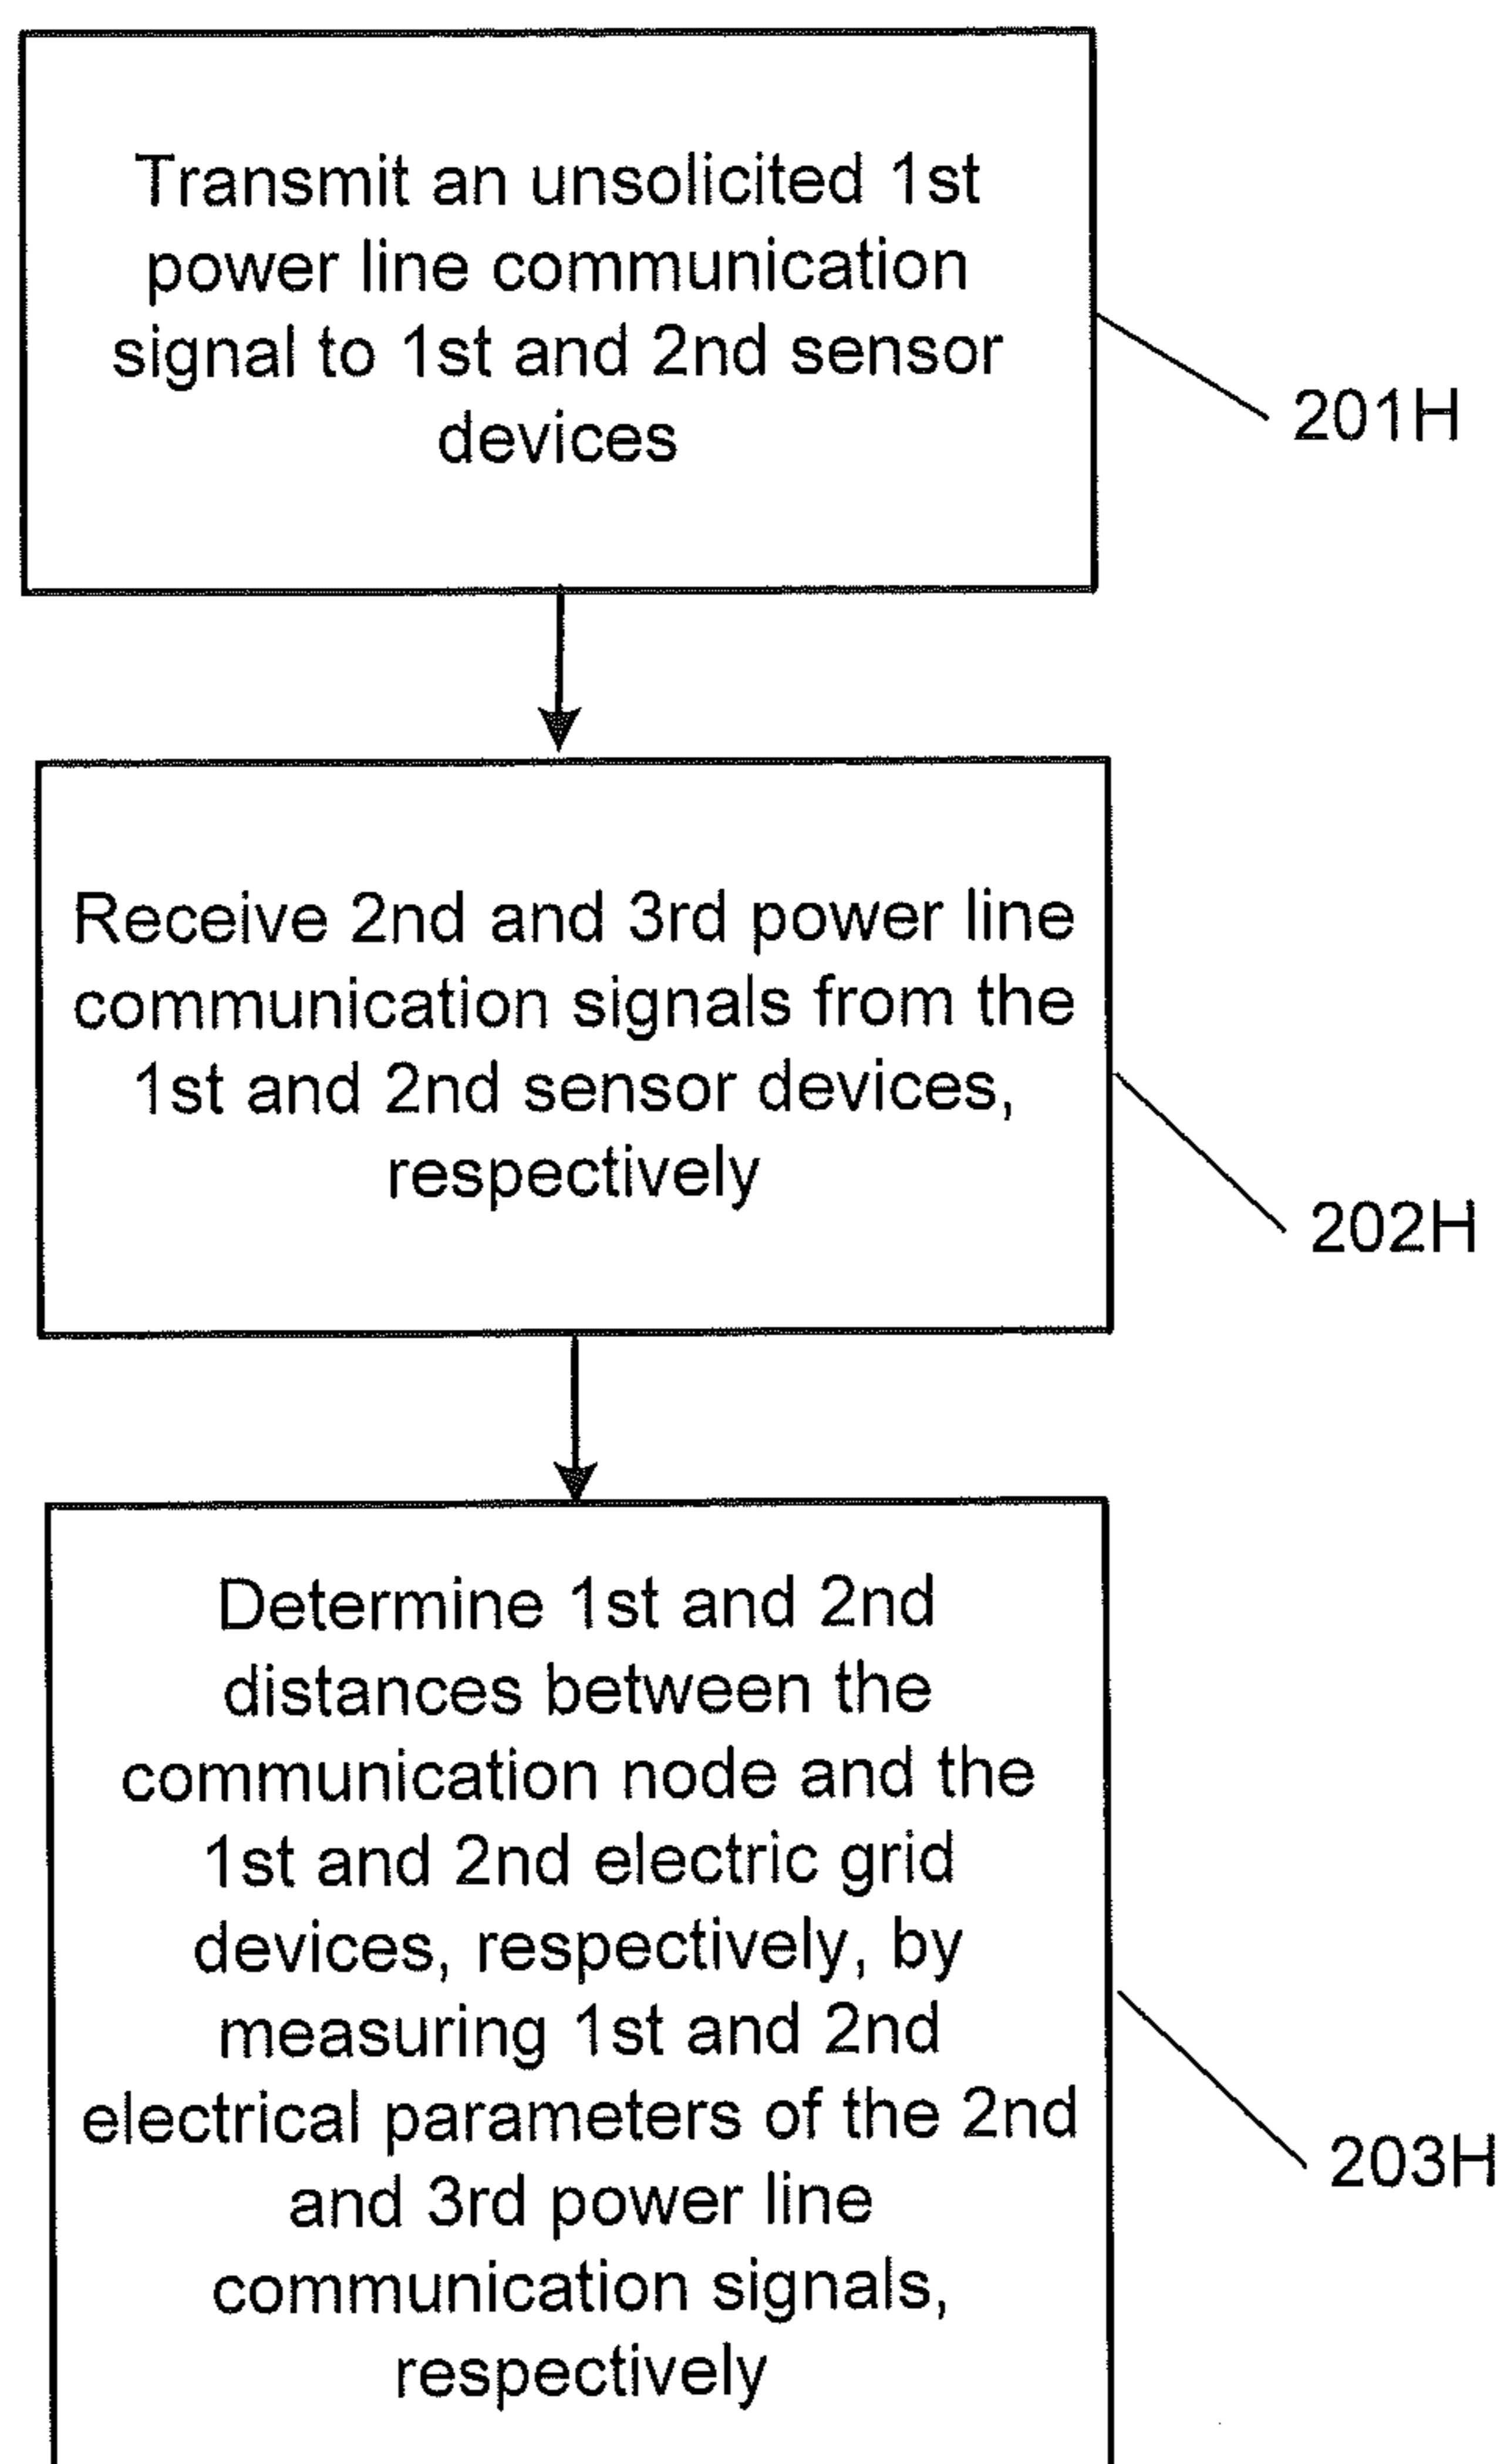 Transmit an unsolicited 1st
power line communication
signal to 1st and 2nd sensor
devices
201H
Receive 2nd and 3rd power line
communication signals from the
1st and 2nd sensor devices,
respectively
202H
Determine 1st and 2nd
distances between the
communication node and the
1st and 2nd electric grid
devices, respectively, by
measuring 1st and 2nd
electrical parameters of the 2nd
and 3rd power line
communication signals,
respectively
203H